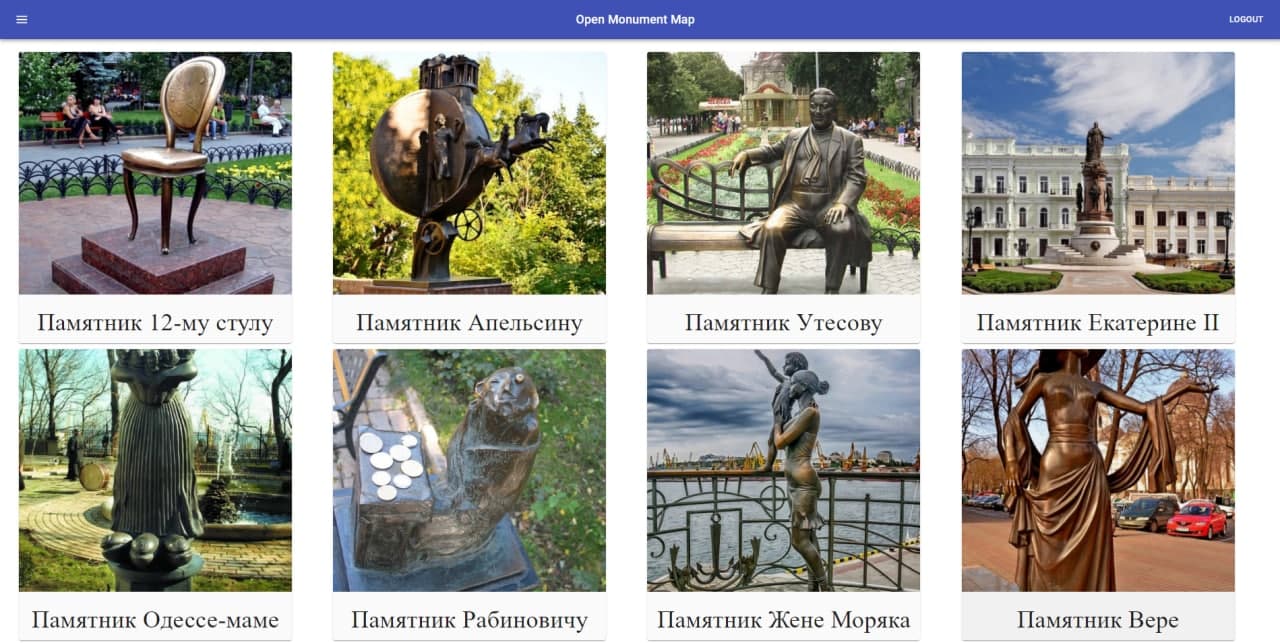 Open Monument Map
LOGOUT
Памятник 12-му стулу
Памятник Апельсину
Памятник Утесову
Памятник Екатерине II
Памятник Одессе-маме
Памятник Рабиновичу
Памятник Жене Моряка
Памятник Вере